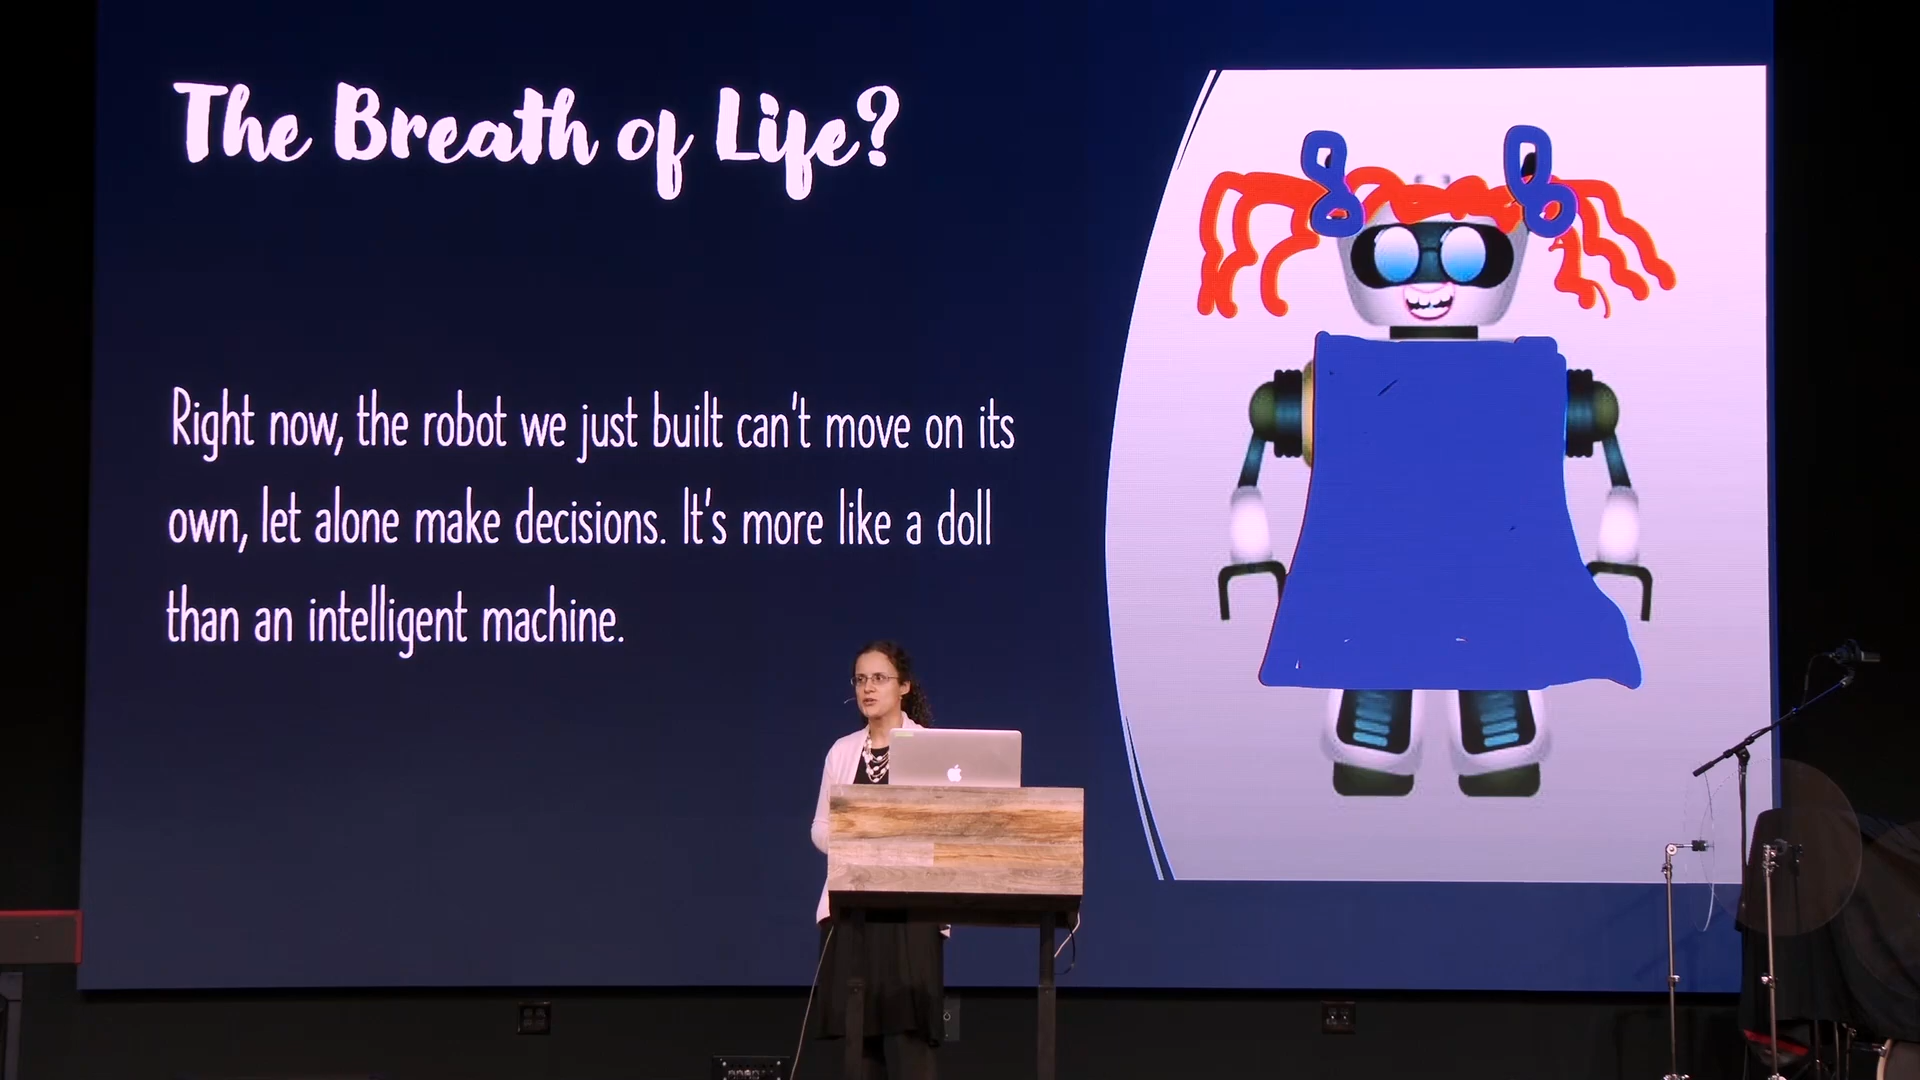 The Breath of Life?
Right now, the robot we just built can't move on its
own, let alone make decisions. It's more like a doll
than an intelligent machine.